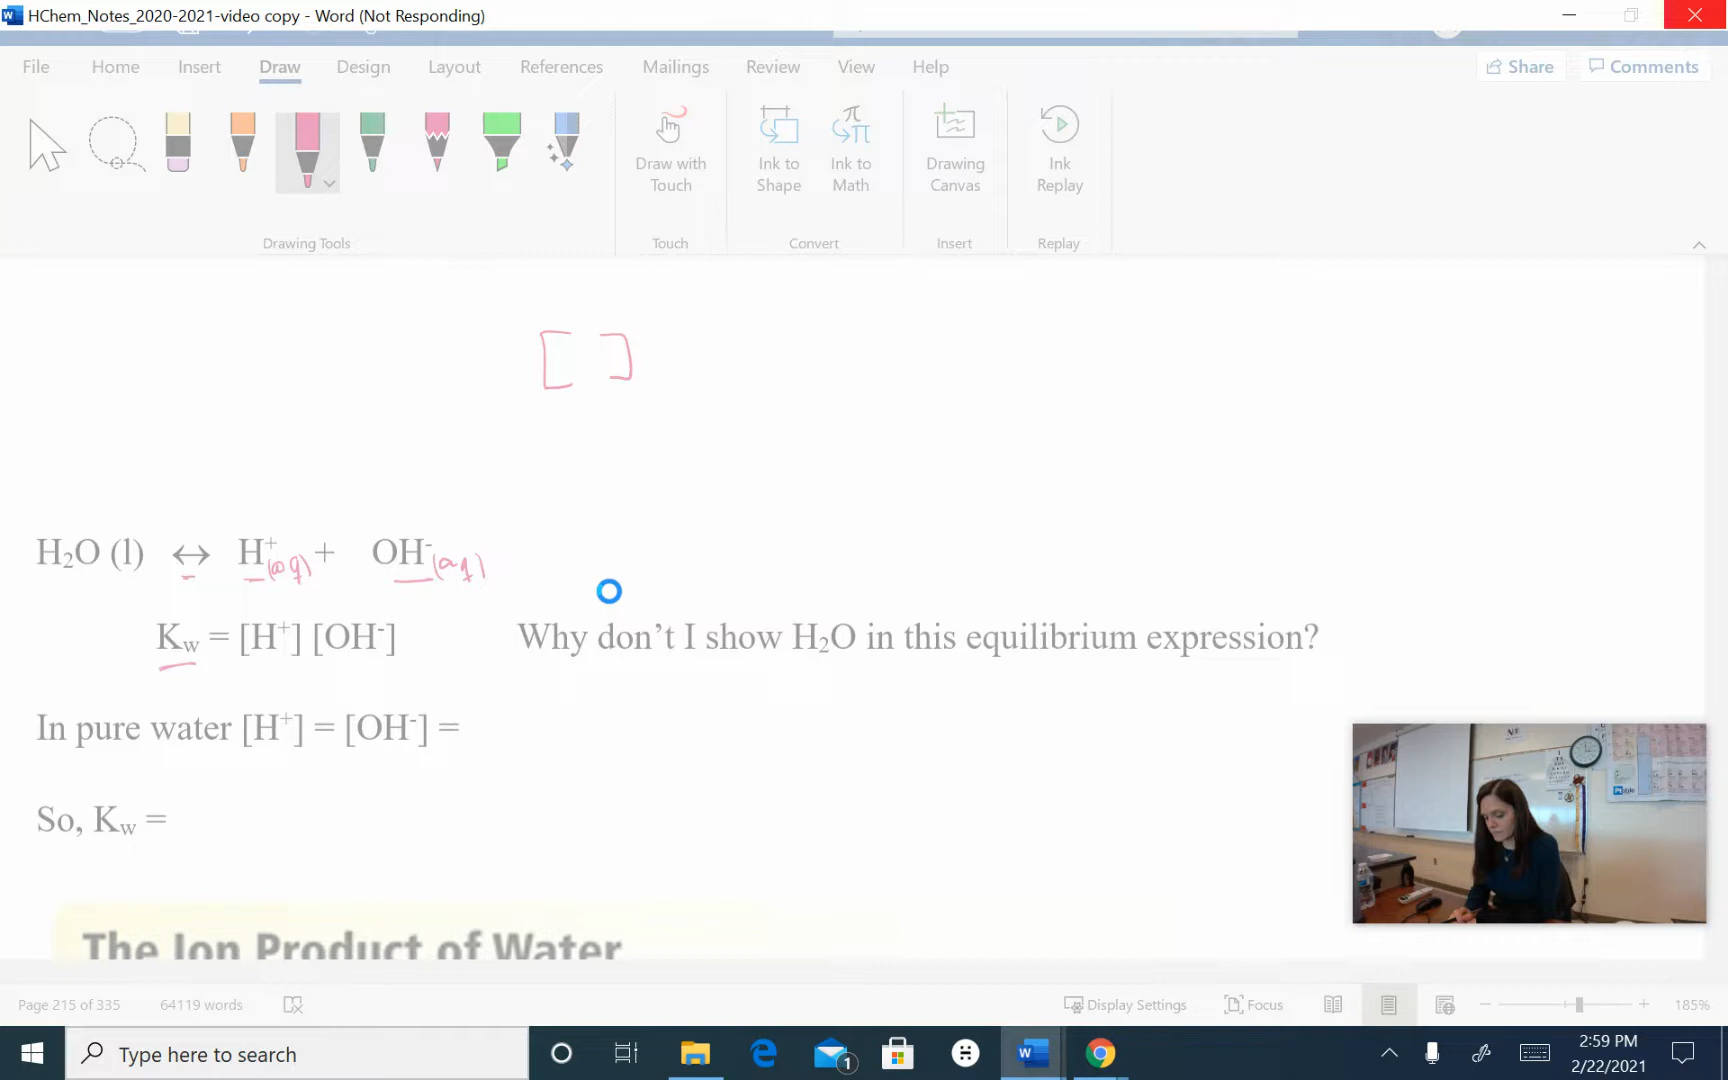 HChem_Notes_2020-2021-video copy - Word (Not Responding)
File Home Insert Draw Design Layout References Mailings Review View Help Share Comments
Draw with Touch
Ink to Shape
Ink to Math
Drawing Canvas
Ink Replay
Drawing Tools Touch Convert Insert Replay
[ ]
H₂O (l) ↔ H⁺(aq) + OH⁻(aq)
K_w = [H⁺] [OH⁻] Why don’t I show H₂O in this equilibrium expression?
In pure water [H⁺] = [OH⁻] =
So, K_w =
The Ion Product of Water
Page 215 of 335 64119 words Display Settings Focus 185%
Type here to search
1
2:59 PM
2/22/2021